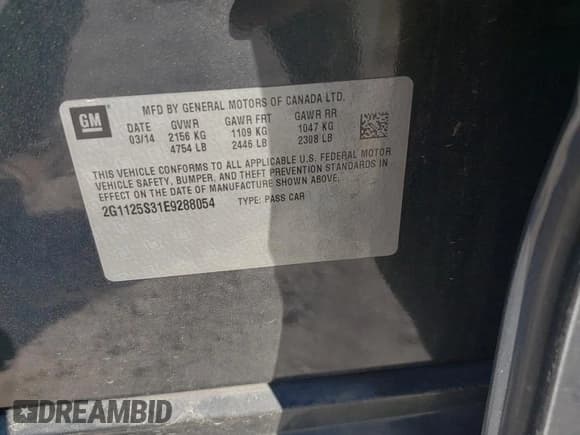 MFD BY GENERAL MOTORS OF CANADA LTD.
GM
DATE GVWR GAWR FRT GAWR RR
03/14 2156 KG 1109 KG 1047 KG
4754 LB 2446 LB 2308 LB
THIS VEHICLE CONFORMS TO ALL APPLICABLE U.S. FEDERAL MOTOR
VEHICLE SAFETY, BUMPER, AND THEFT PREVENTION STANDARDS IN
EFFECT ON THE DATE OF MANUFACTURE SHOWN ABOVE.
2G1125S31E9288054 TYPE: PASS CAR
DREAMBID